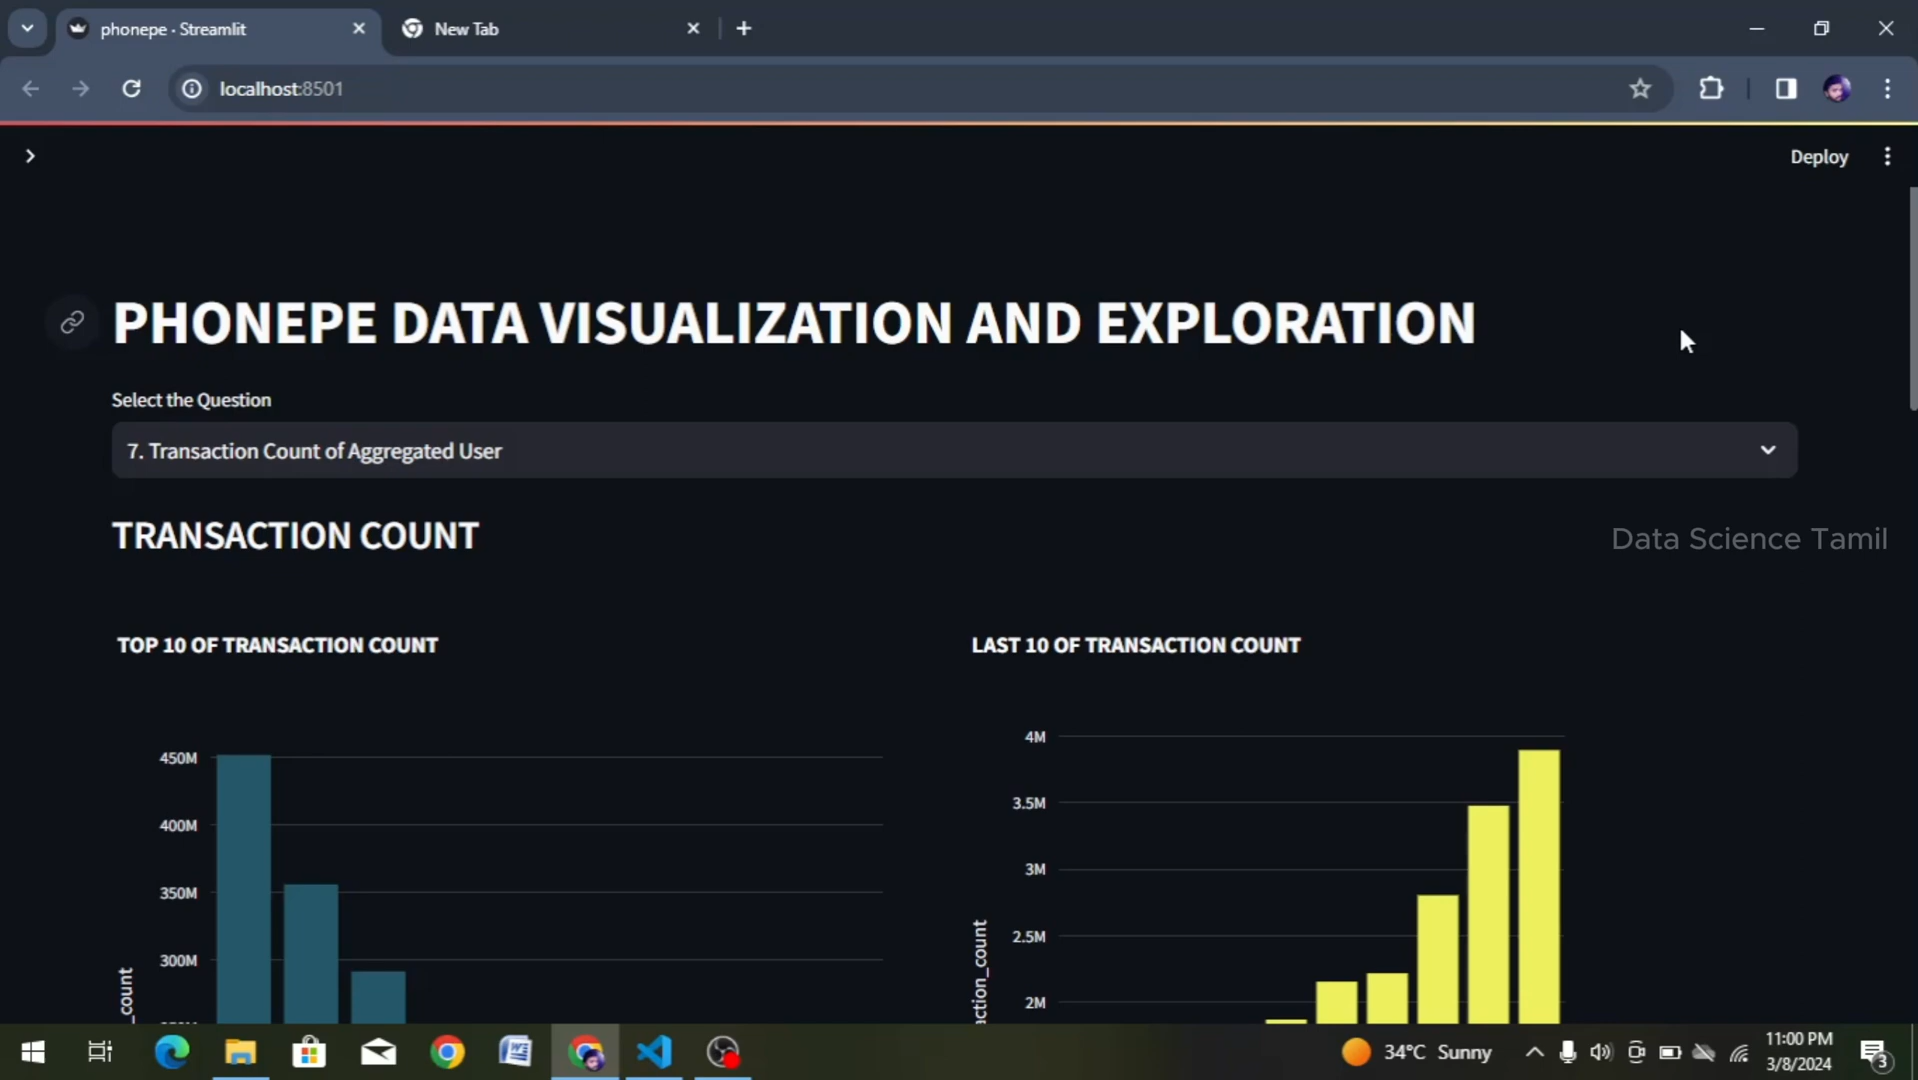 phonepe · Streamlit
New Tab
localhost:8501
Deploy
PHONEPE DATA VISUALIZATION AND EXPLORATION
Select the Question
7. Transaction Count of Aggregated User
TRANSACTION COUNT
Data Science Tamil
TOP 10 OF TRANSACTION COUNT
450M
400M
350M
300M
_count
LAST 10 OF TRANSACTION COUNT
4M
3.5M
3M
2.5M
2M
action_count
34°C Sunny
11:00 PM
3/8/2024
3